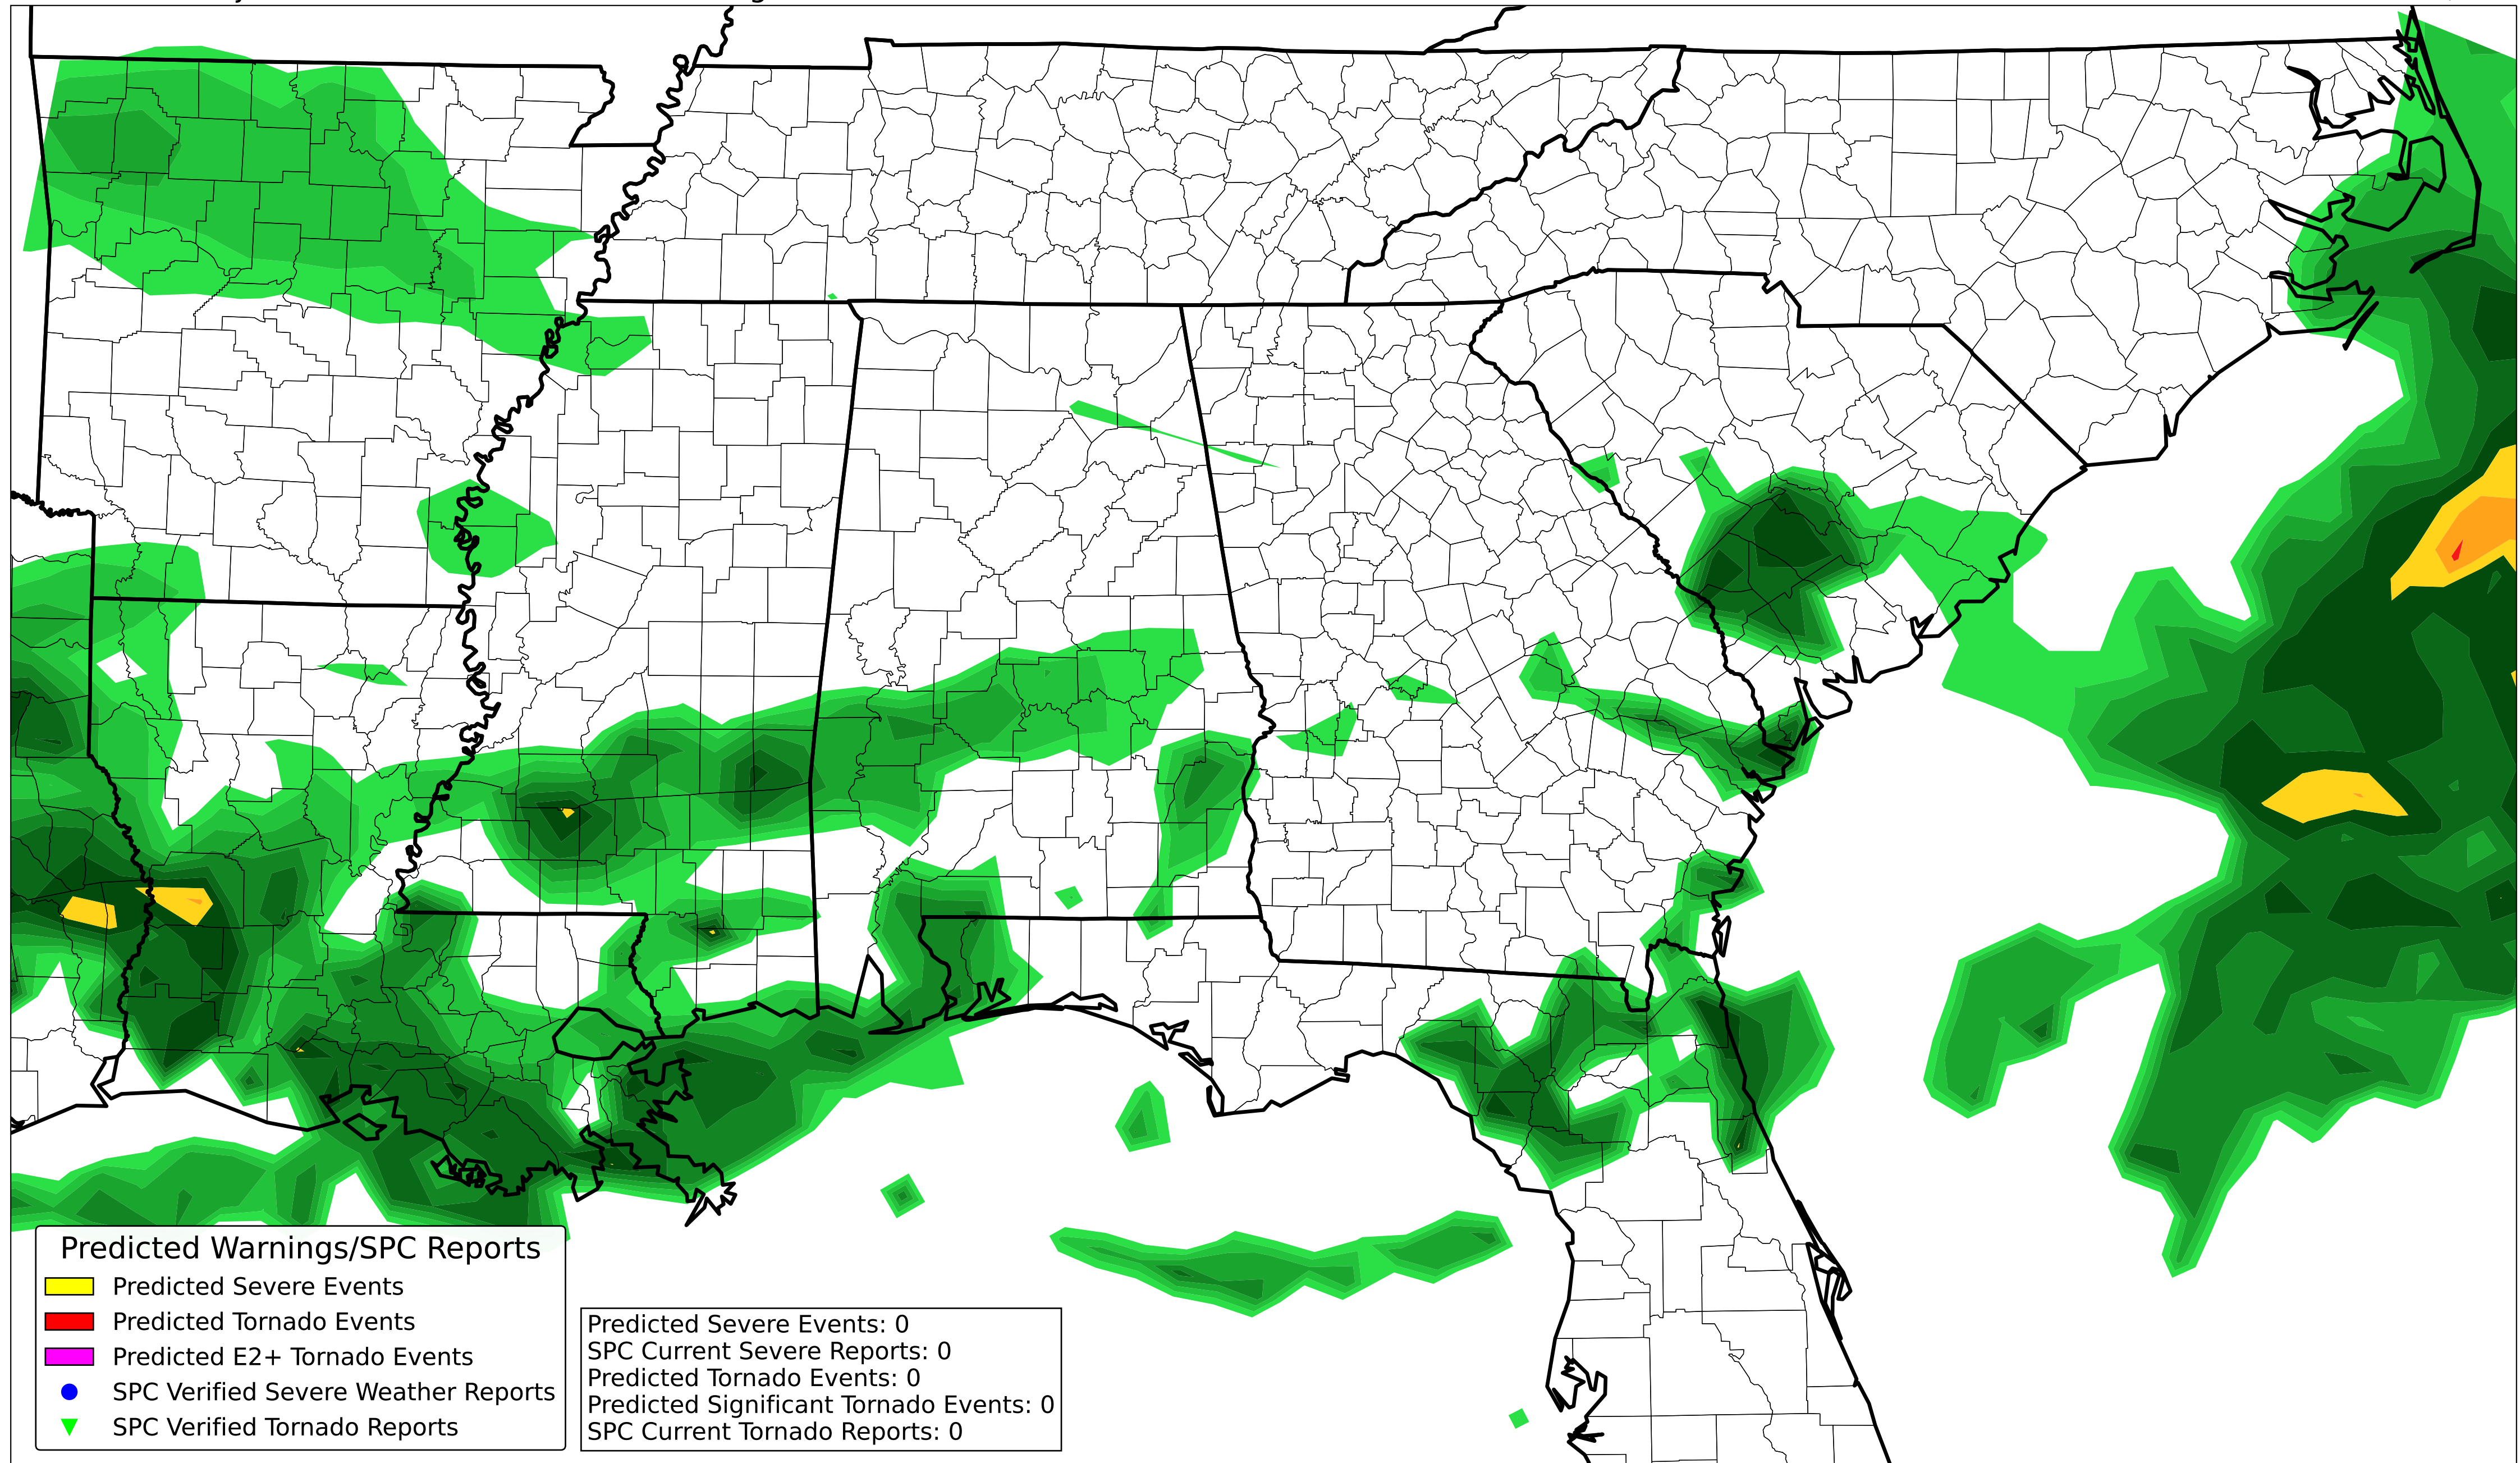 Predicted Warnings/SPC Reports
Predicted Severe Events
Predicted Tornado Events
Predicted E2+ Tornado Events
SPC Verified Severe Weather Reports
SPC Verified Tornado Reports
Predicted Severe Events: 0
SPC Current Severe Reports: 0
Predicted Tornado Events: 0
Predicted Significant Tornado Events: 0
SPC Current Tornado Reports: 0